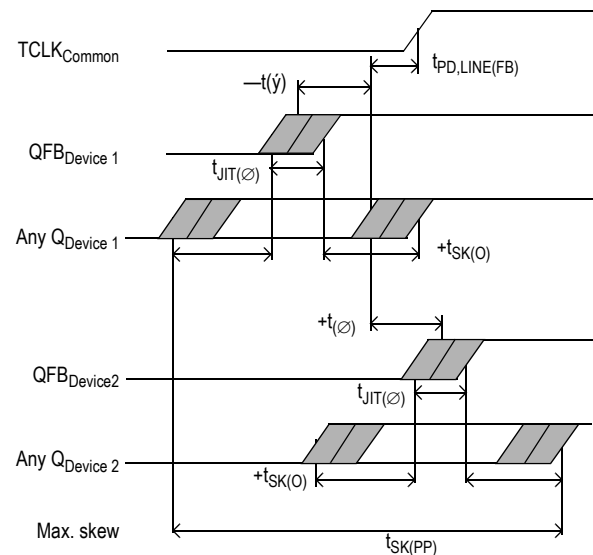 TCLKCommon
tPD,LINE(FB)
—t(ý)
QFBDevice 1
tJIT(∅)
Any QDevice 1
+tSK(O)
+t(∅)
QFBDevice2
tJIT(∅)
Any QDevice 2
+tSK(O)
Max. skew
tSK(PP)